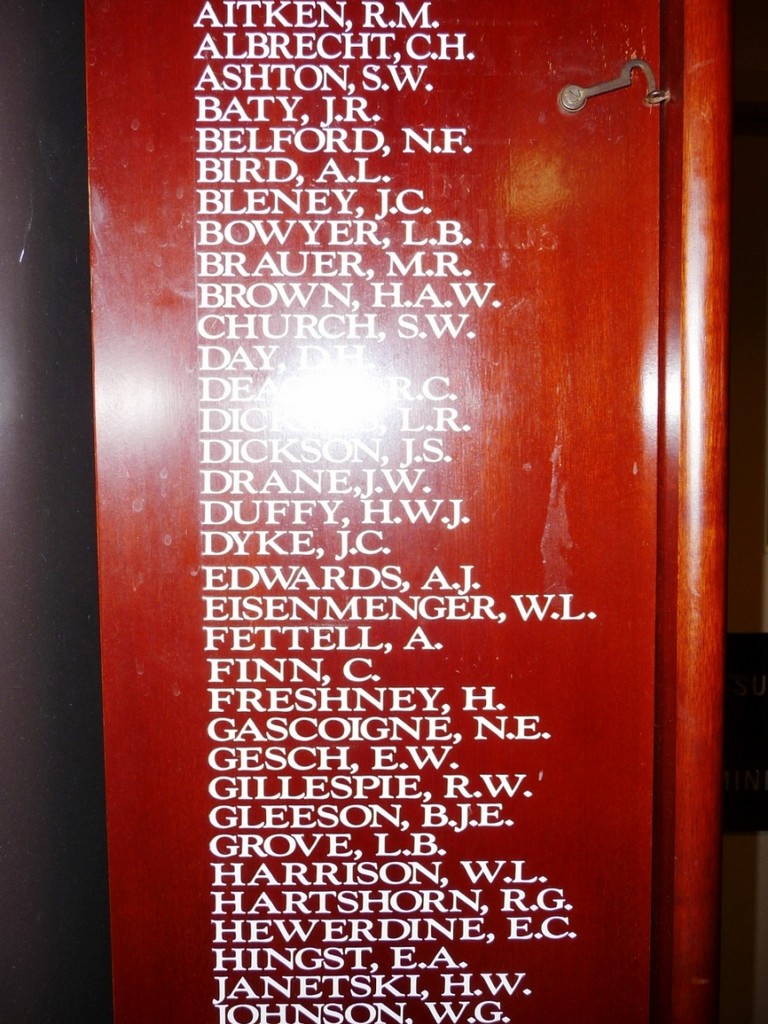 AITKEN, R.M.
ALBRECHT, C.H.
ASHTON, S.W.
BATY, J.R.
BELFORD, N.F.
BIRD, A.L.
BLENEY, J.C.
BOWYER, L.B.
BRAUER, M.R.
BROWN, H.A.W.
CHURCH, S.W.
DAY, D.H.
R.C.
L.R.
DICKSON, J.S.
DRANE, J.W.
DUFFY, H.W.J.
DYKE, J.C.
EDWARDS, A.J.
EISENMENGER, W.L.
FETTELL, A.
FINN, C.
FRESHNEY, H.
GASCOIGNE, N.E.
GESCH, E.W.
GILLESPIE, R.W.
GLEESON, B.J.E.
GROVE, L.B.
HARRISON, W.L.
HARTSHORN, R.G.
HEWERDINE, E.C.
HINGST, E.A.
JANETSKI, H.W.
JOHNSON, W.G.